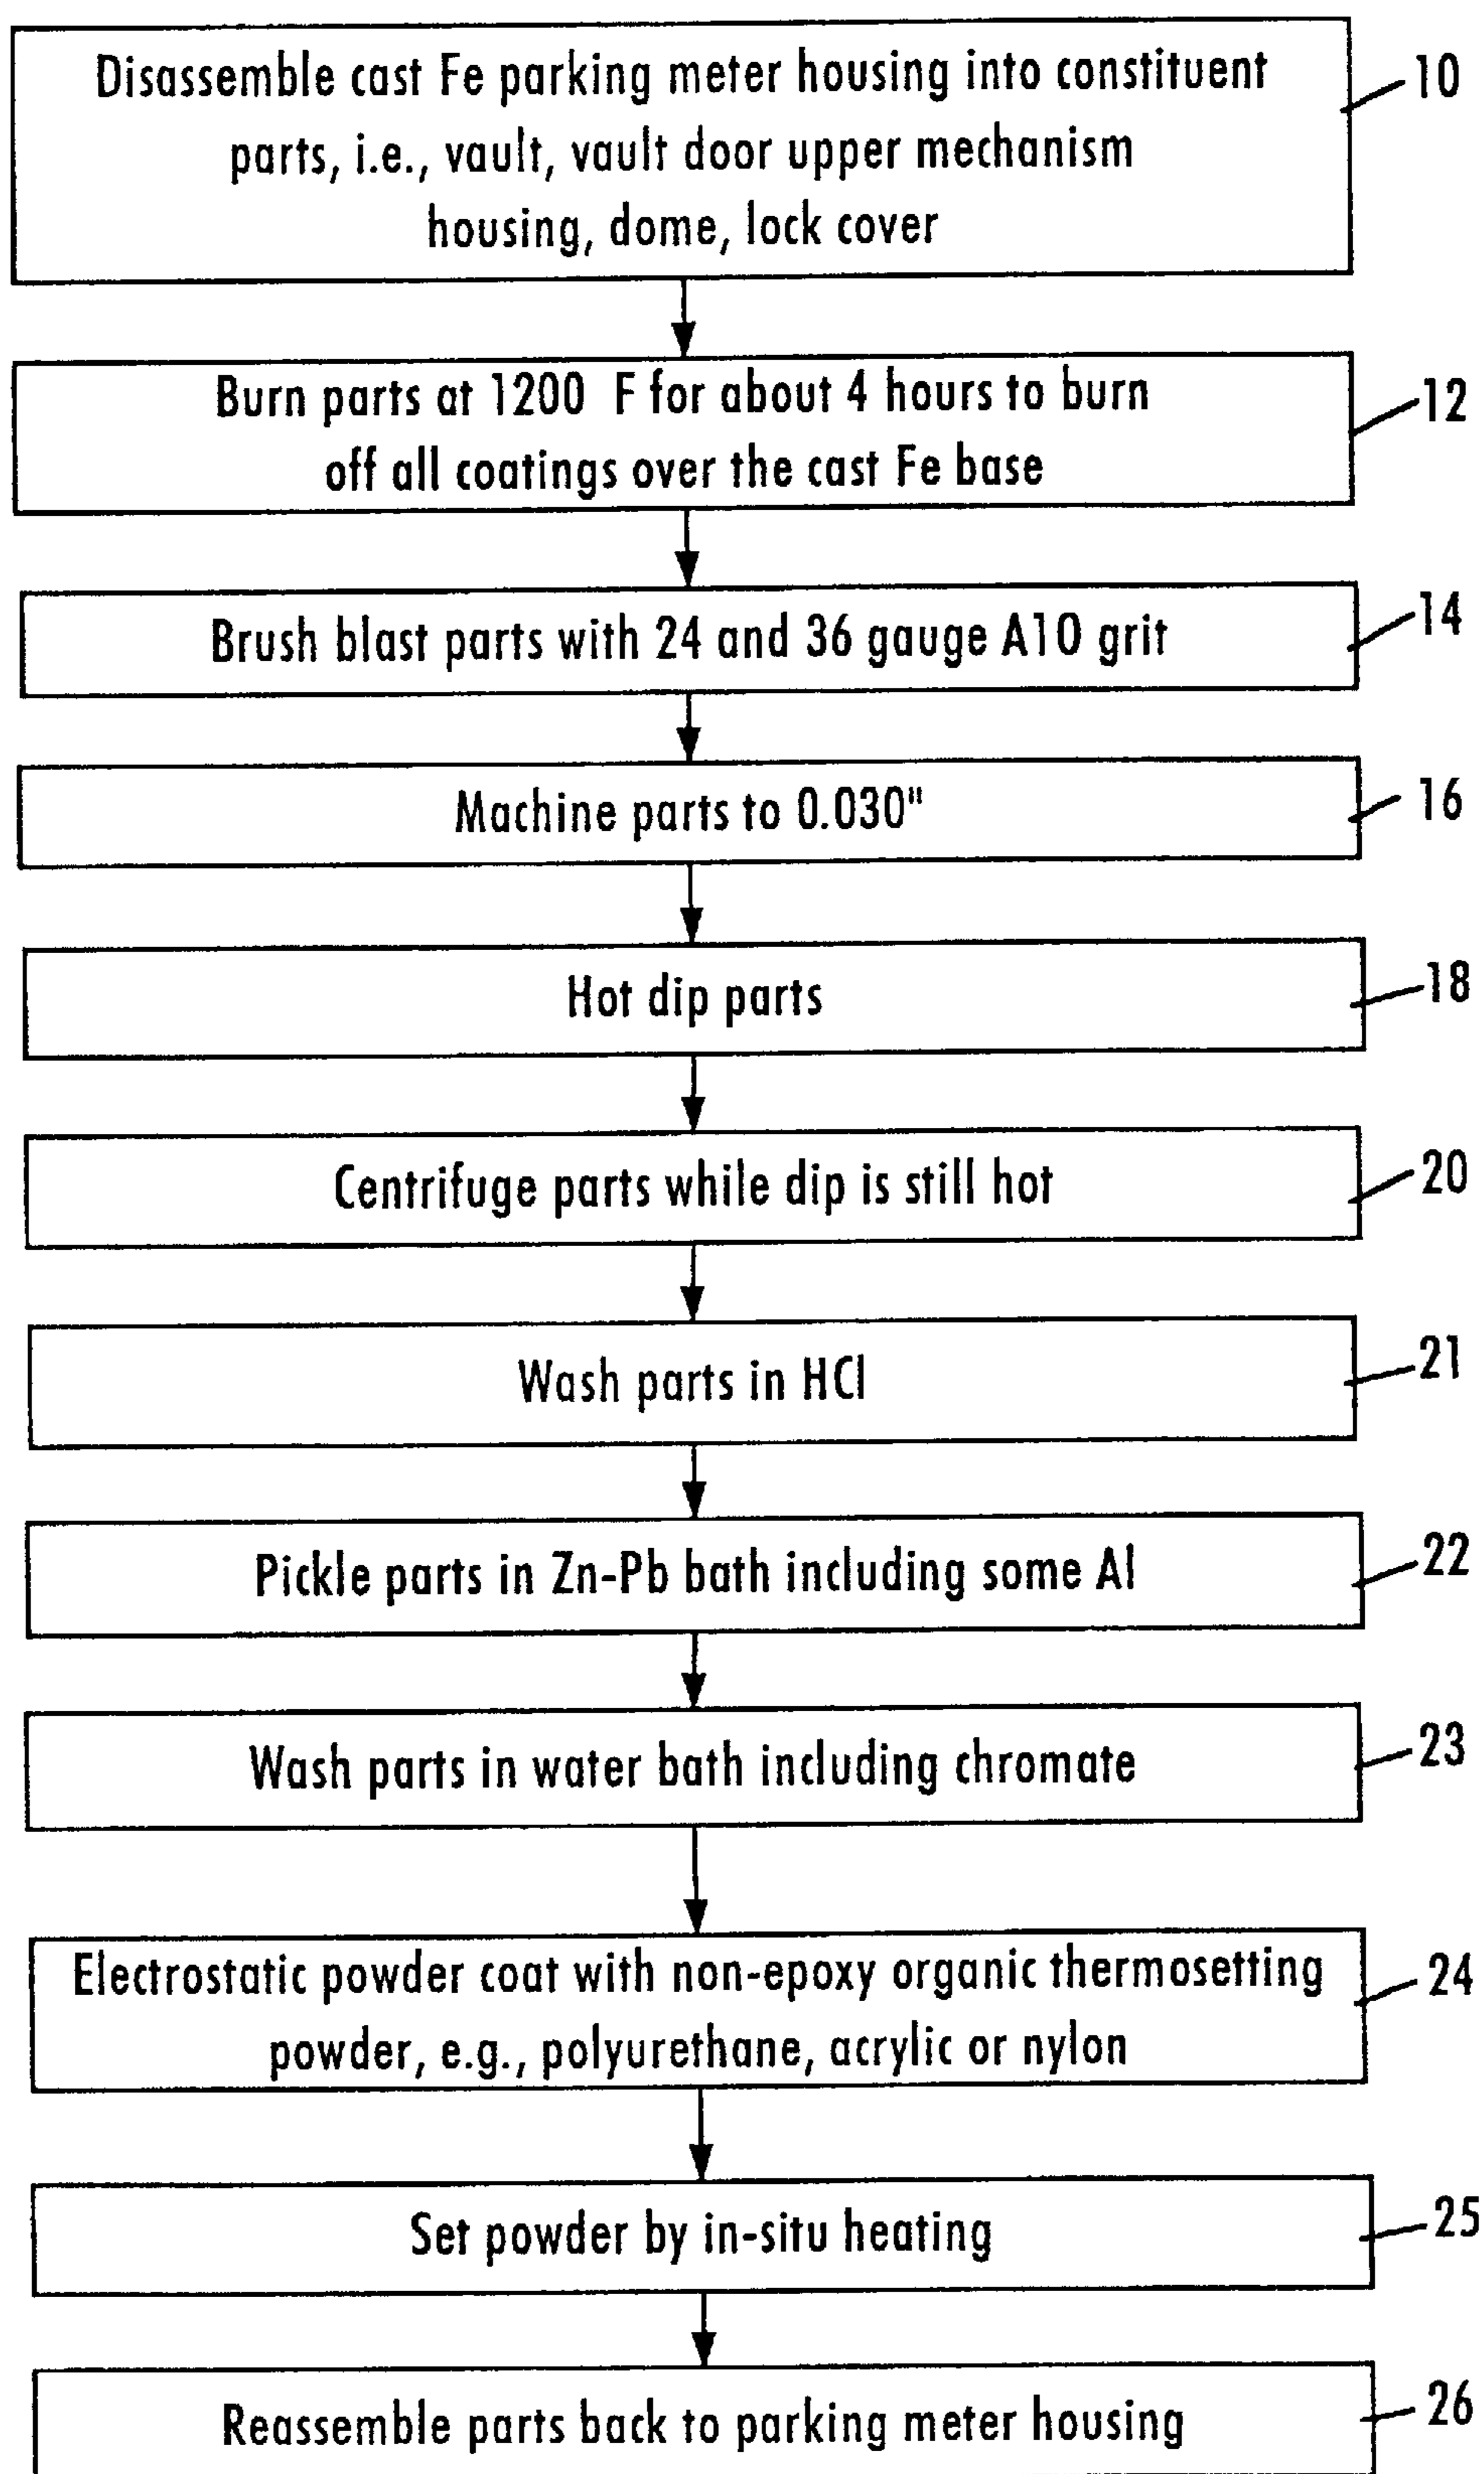 Disassemble cast Fe parking meter housing into constituent
parts, i.e., vault, vault door upper mechanism
housing, dome, lock cover
10
Burn parts at 1200 F for about 4 hours to burn
off all coatings over the cast Fe base
12
Brush blast parts with 24 and 36 gauge A1O grit
14
Machine parts to 0.030"
16
Hot dip parts
18
Centrifuge parts while dip is still hot
20
Wash parts in HCl
21
Pickle parts in Zn-Pb bath including some Al
22
Wash parts in water bath including chromate
23
Electrostatic powder coat with non-epoxy organic thermosetting
powder, e.g., polyurethane, acrylic or nylon
24
Set powder by in-situ heating
25
Reassemble parts back to parking meter housing
26